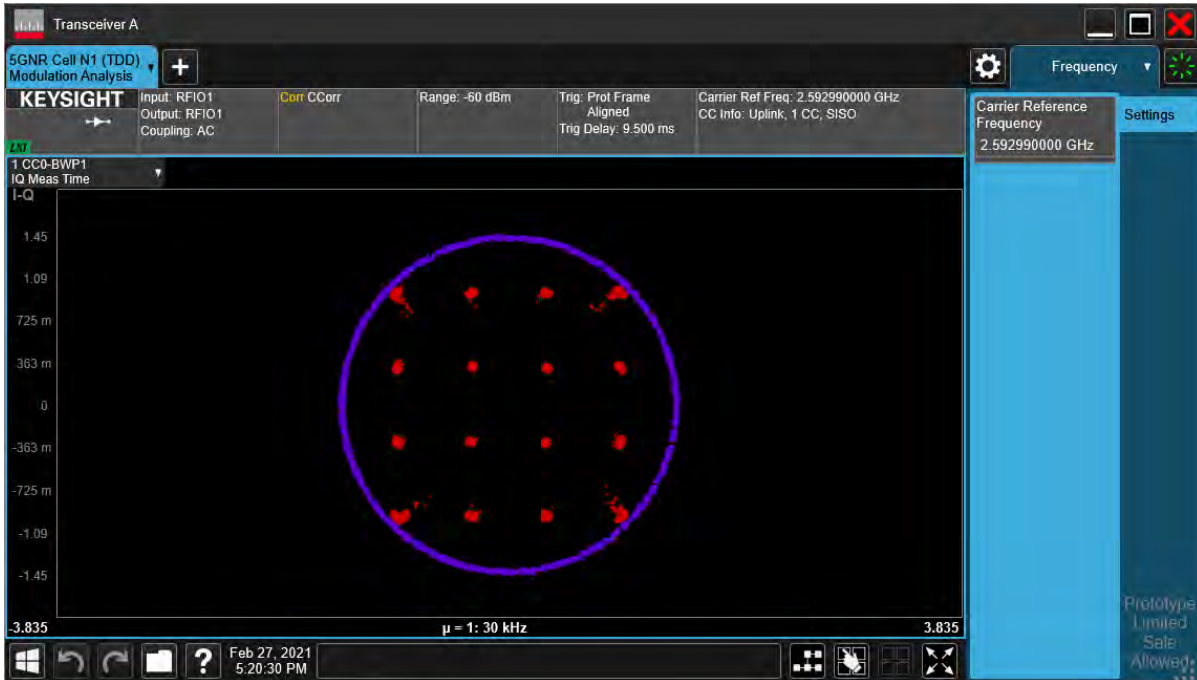 Transceiver A
5GNR Cell N1 (TDD)
Modulation Analysis
+
Frequency
KEYSIGHT
LXI
Input: RFIO1
Output: RFIO1
Coupling: AC
Corr CCorr
Range: -60 dBm
Trig: Prot Frame
Aligned
Trig Delay: 9.500 ms
Carrier Ref Freq: 2.592990000 GHz
CC Info: Uplink, 1 CC, SISO
Carrier Reference
Frequency
2.592990000 GHz
Settings
1 CC0-BWP1
IQ Meas Time
I-Q
1.45
1.09
725 m
363 m
0
-363 m
-725 m
-1.09
-1.45
-3.835
µ = 1: 30 kHz
3.835
Prototype
Limited
Sale
Allowed
?
Feb 27, 2021
5:20:30 PM